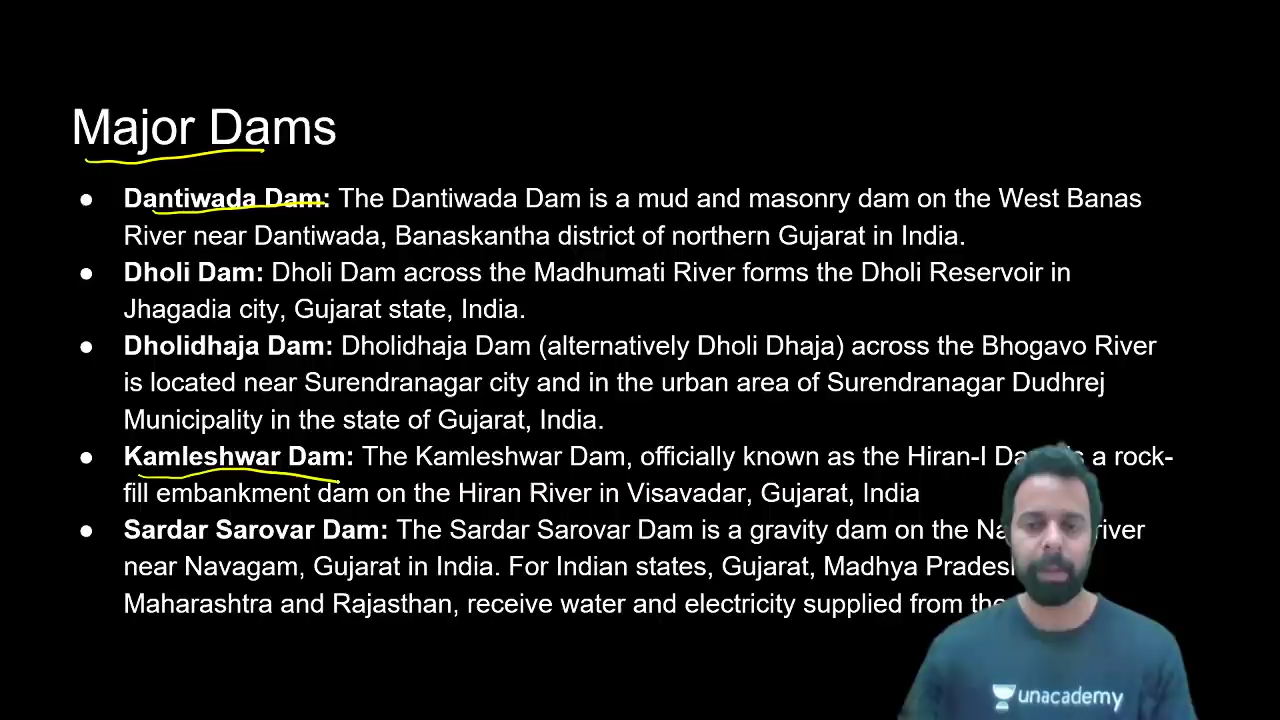 Major Dams
● Dantiwada Dam: The Dantiwada Dam is a mud and masonry dam on the West Banas
River near Dantiwada, Banaskantha district of northern Gujarat in India.
● Dholi Dam: Dholi Dam across the Madhumati River forms the Dholi Reservoir in
Jhagadia city, Gujarat state, India.
● Dholidhaja Dam: Dholidhaja Dam (alternatively Dholi Dhaja) across the Bhogavo River
is located near Surendranagar city and in the urban area of Surendranagar Dudhrej
Municipality in the state of Gujarat, India.
● Kamleshwar Dam: The Kamleshwar Dam, officially known as the Hiran-I a rock-
fill embankment dam on the Hiran River in Visavadar, Gujarat, India
● Sardar Sarovar Dam: The Sardar Sarovar Dam is a gravity dam on the river
near Navagam, Gujarat in India. For Indian states, Gujarat, Madhya
Maharashtra and Rajasthan, receive water and electricity supplied from
unacademy